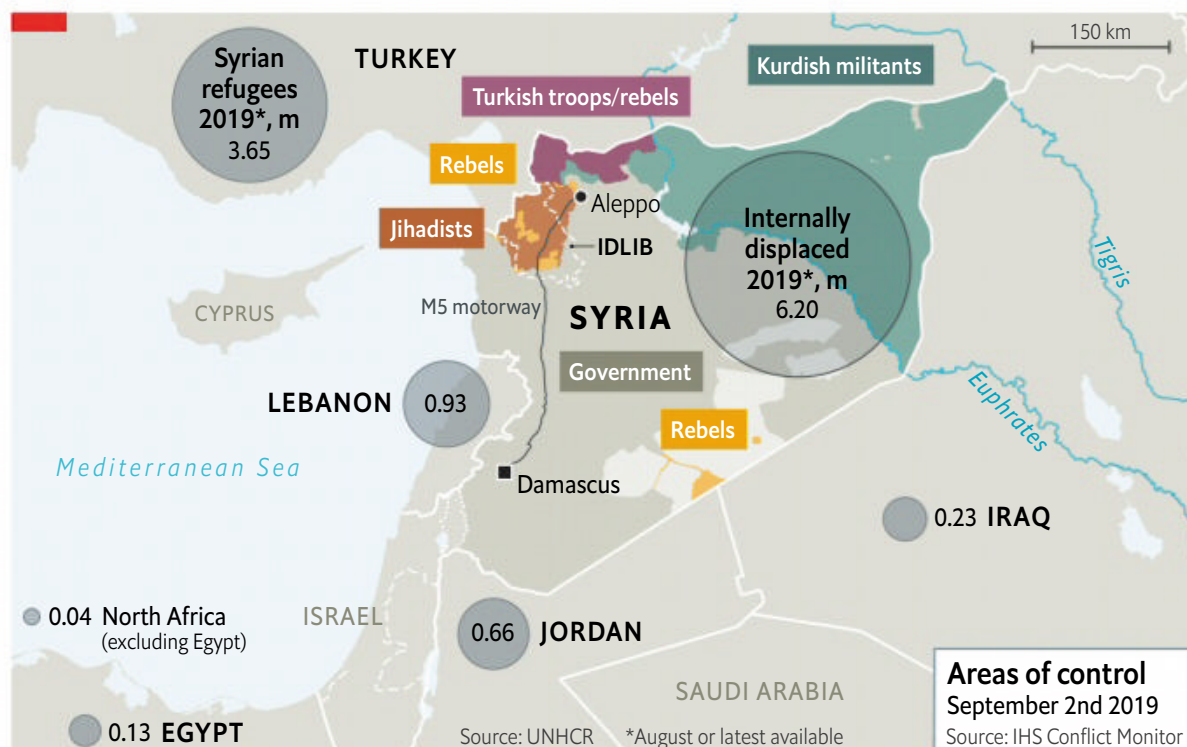 Syrian
refugees
2019*, m
3.65
TURKEY
150 km
Kurdish militants
Turkish troops/rebels
Rebels
Jihadists
Aleppo
IDLIB
Internally
displaced
2019*, m
6.20
Tigris
CYPRUS
M5 motorway
SYRIA
Government
LEBANON
0.93
Rebels
Euphrates
Mediterranean Sea
Damascus
0.23 IRAQ
0.04 North Africa
(excluding Egypt)
ISRAEL
0.66 JORDAN
SAUDI ARABIA
0.13 EGYPT
Source: UNHCR *August or latest available
Areas of control
September 2nd 2019
Source: IHS Conflict Monitor